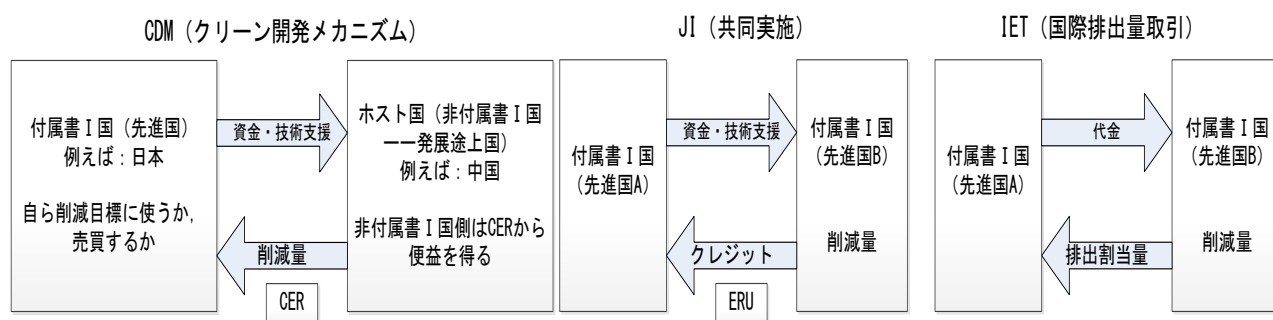 CDM（クリーン開発メカニズム）
付属書Ⅰ国（先進国）
例えば：日本
自ら削減目標に使うか,
売買するか
資金・技術支援
削減量
CER
ホスト国（非付属書Ⅰ国
ーー発展途上国）
例えば：中国
非付属書Ⅰ国側はCERから
便益を得る
JI（共同実施）
付属書Ⅰ国
(先進国A)
資金・技術支援
クレジット
ERU
付属書Ⅰ国
(先進国B)
削減量
IET（国際排出量取引）
付属書Ⅰ国
(先進国A)
代金
排出割当量
付属書Ⅰ国
(先進国B)
削減量